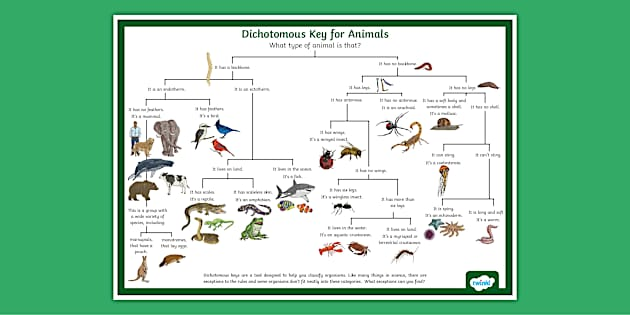 Dichotomous Key for Animals
What type of animal is that?
It has a backbone.
It has no backbone.
It is an endotherm.
It is an ectotherm.
It has legs.
It has no legs.
It has no feathers.
It's a mammal.
It has feathers.
It's a bird.
It has antennae.
It has no antennae.
It is an arachnid.
It has a soft body and
sometimes a shell.
It's a mollusc.
It has no shell.
It has wings.
It's a winged insect.
It can sting.
It's a cnidarian.
It can't sting.
It lives on land.
It lives in the ocean.
It's a fish.
It has no wings.
It has scales.
It's a reptile.
It has scaleless skin.
It's an amphibian.
It has six legs.
It's a wingless insect.
It has more than
six legs.
This is a group with
a wide variety of
species, including:
It is spiny.
It's an echinoderm.
It is long and soft.
It's a worm.
marsupials,
that have a
pouch.
monotremes,
that lay eggs.
It lives in the water.
It's an aquatic crustacean.
It lives on land.
It's a myriapod or
terrestrial crustacean.
Dichotomous keys are a tool designed to help you classify organisms. Like many things in science, there are
exceptions to the rules and some organisms don't fit neatly into these categories. What exceptions can you find?
twinkl